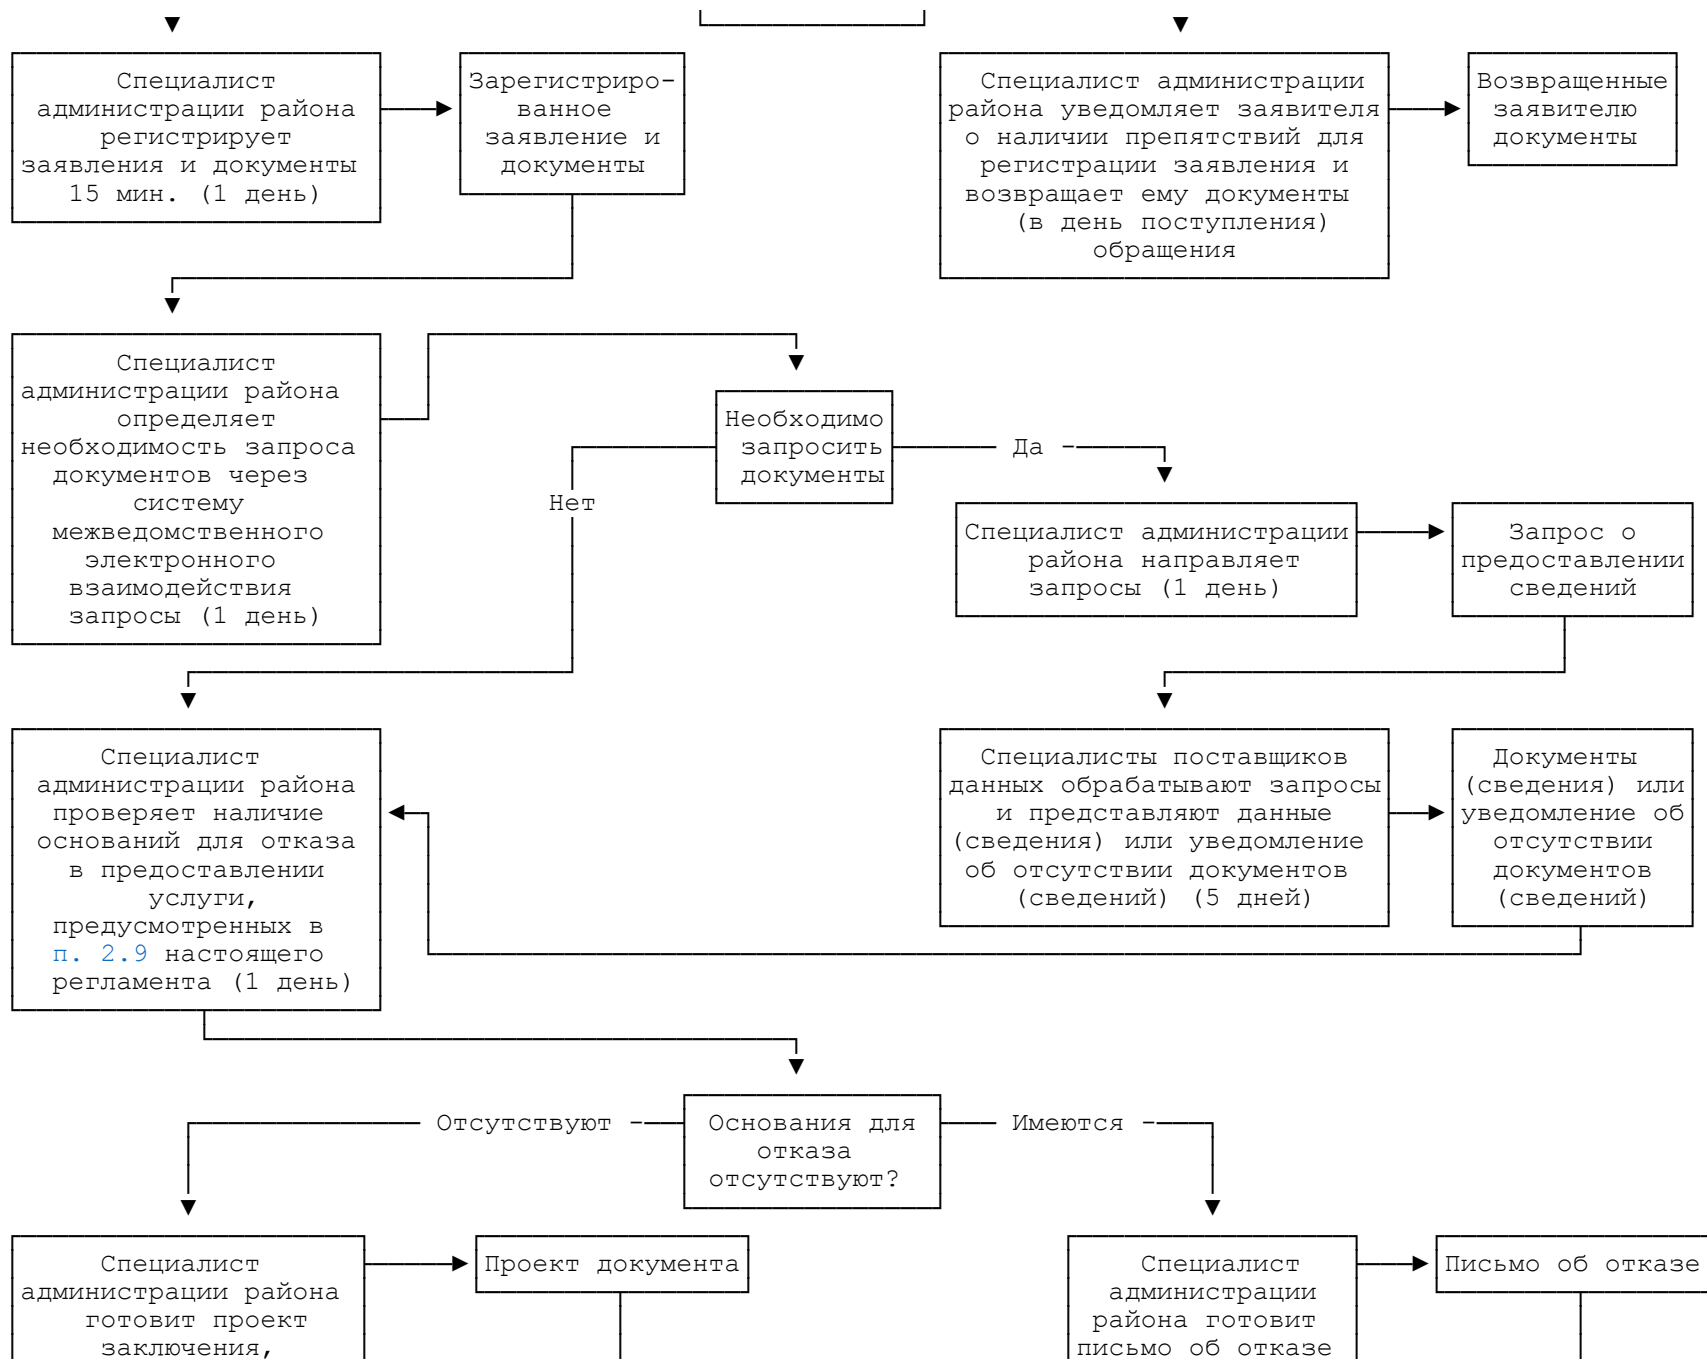 Специалист
администрации района
регистрирует
заявления и документы
15 мин. (1 день)
Зарегистриро-
ванное
заявление и
документы
Специалист администрации
района уведомляет заявителя
о наличии препятствий для
регистрации заявления и
возвращает ему документы
(в день поступления)
обращения
Возвращенные
заявителю
документы
Специалист
администрации района
определяет
необходимость запроса
документов через
систему
межведомственного
электронного
взаимодействия
запросы (1 день)
Необходимо
запросить
документы
Да -
Нет
Специалист администрации
района направляет
запросы (1 день)
Запрос о
предоставлении
сведений
Специалист
администрации района
проверяет наличие
оснований для отказа
в предоставлении
услуги,
предусмотренных в
п. 2.9 настоящего
регламента (1 день)
Специалисты поставщиков
данных обрабатывают запросы
и представляют данные
(сведения) или уведомление
об отсутствии документов
(сведений) (5 дней)
Документы
(сведения) или
уведомление об
отсутствии
документов
(сведений)
Отсутствуют -
Основания для
отказа
отсутствуют?
Имеются -
Специалист
администрации района
готовит проект
заключения,
Проект документа
Специалист
администрации
района готовит
письмо об отказе
Письмо об отказе